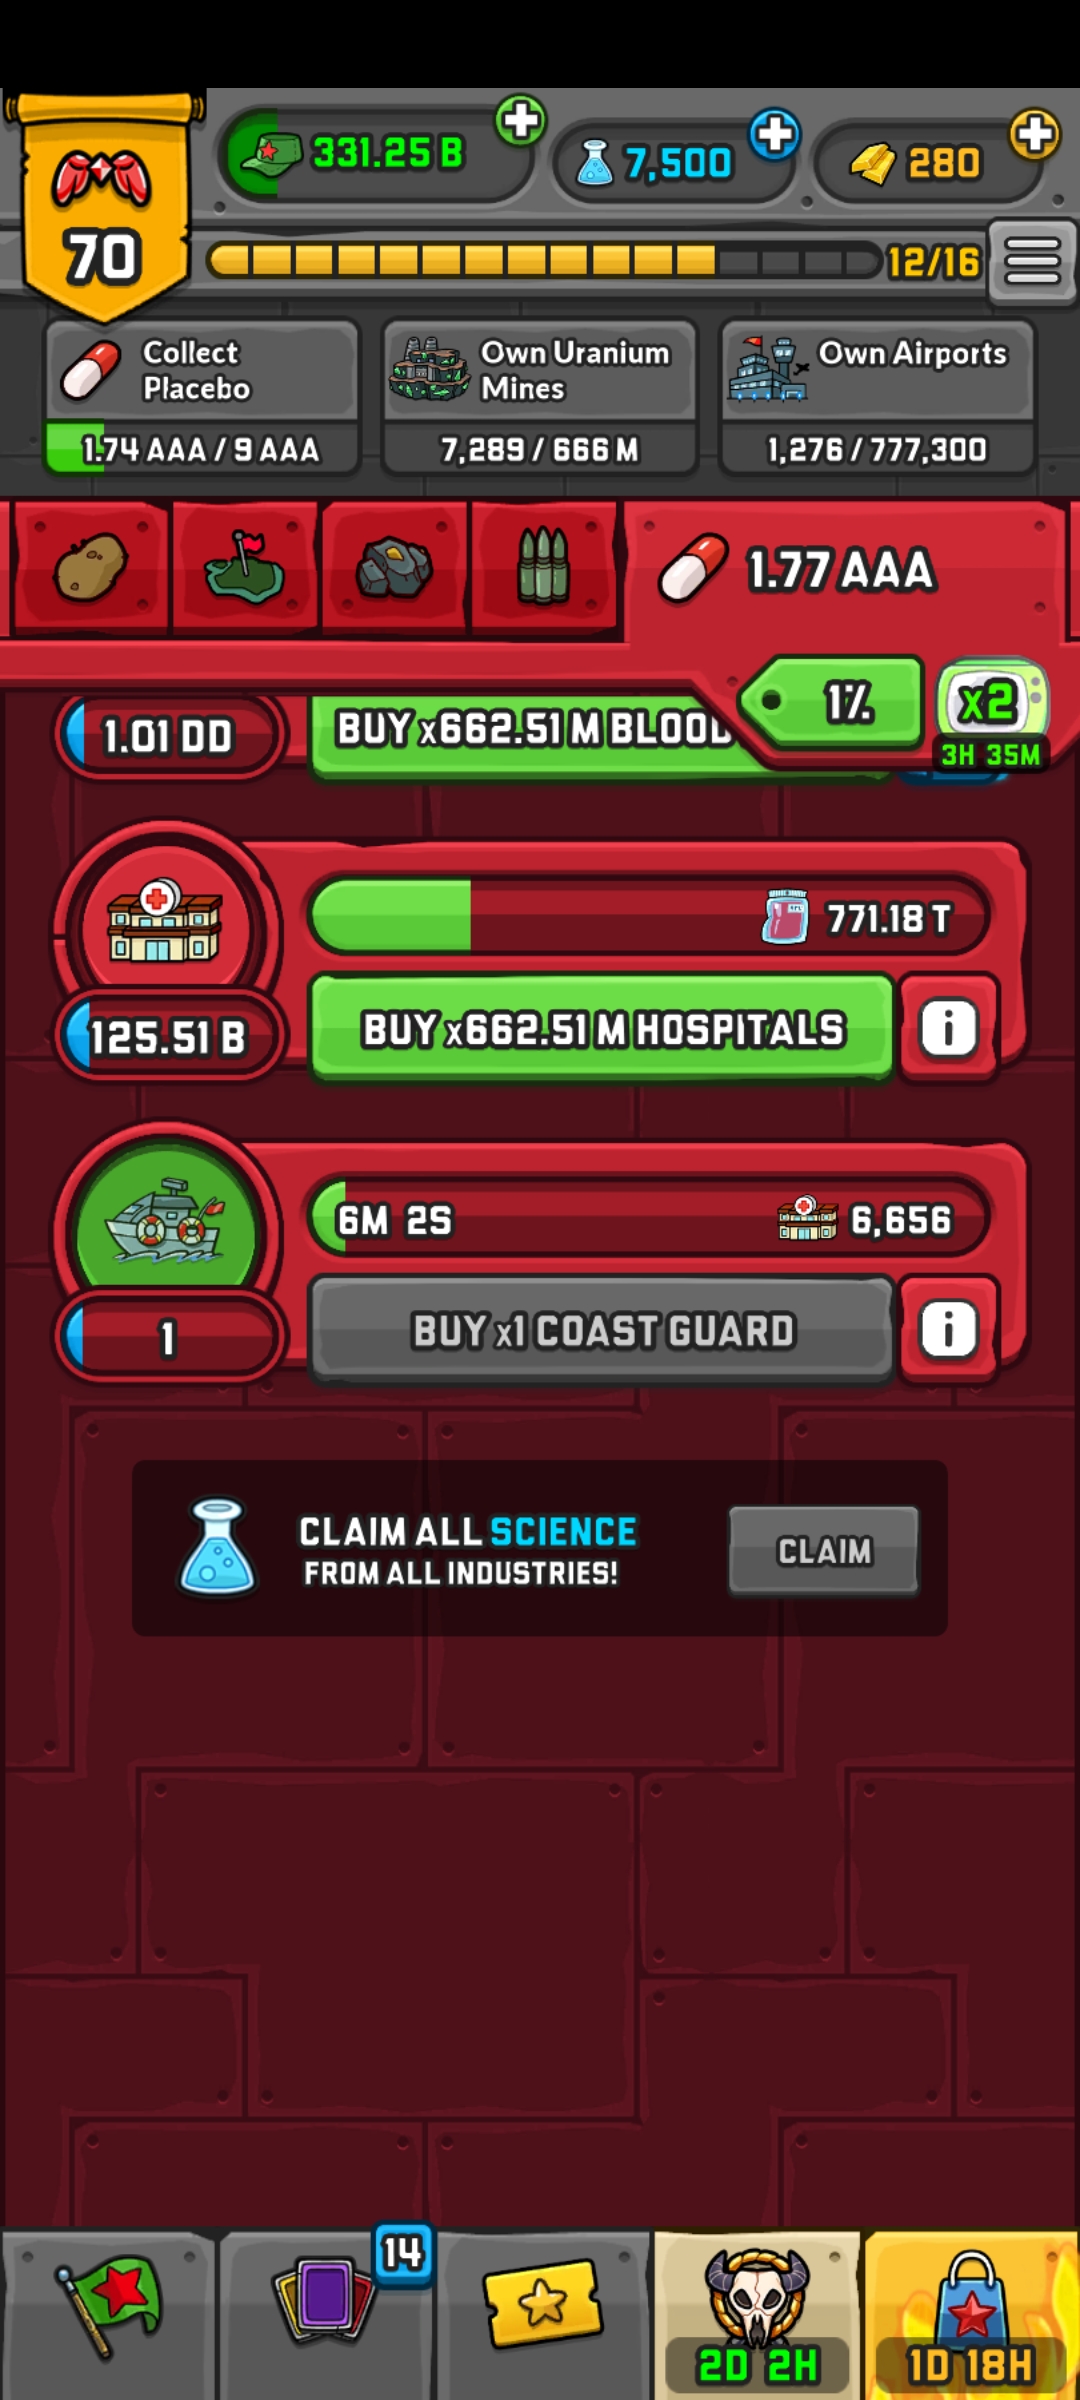 331.25 B
7,500
280
70
12/16
Collect
Placebo
1.74 AAA / 9 AAA
Own Uranium
Mines
7,289 / 666 M
Own Airports
1,276 / 777,300
1.77 AAA
1%
x2
3H 35M
1.01 DD
BUY x662.51 M BLOOD
771.18 T
125.51 B
BUY x662.51 M HOSPITALS
i
6M 2S
6,656
1
BUY x1 COAST GUARD
i
CLAIM ALL SCIENCE
FROM ALL INDUSTRIES!
CLAIM
14
2D 2H
1D 18H